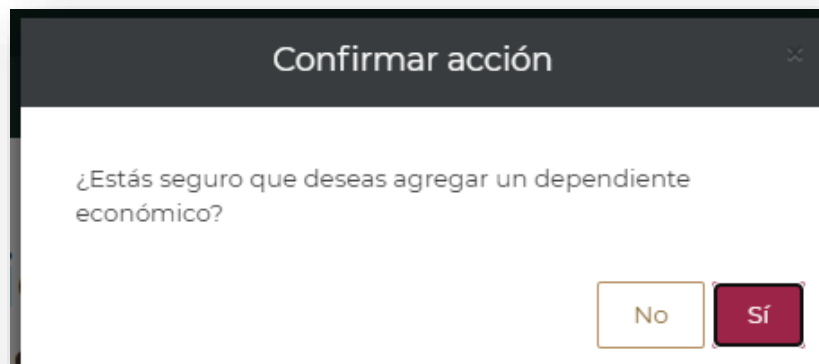 Confirmar acción
×
¿Estás seguro que deseas agregar un dependiente
económico?
No
Sí